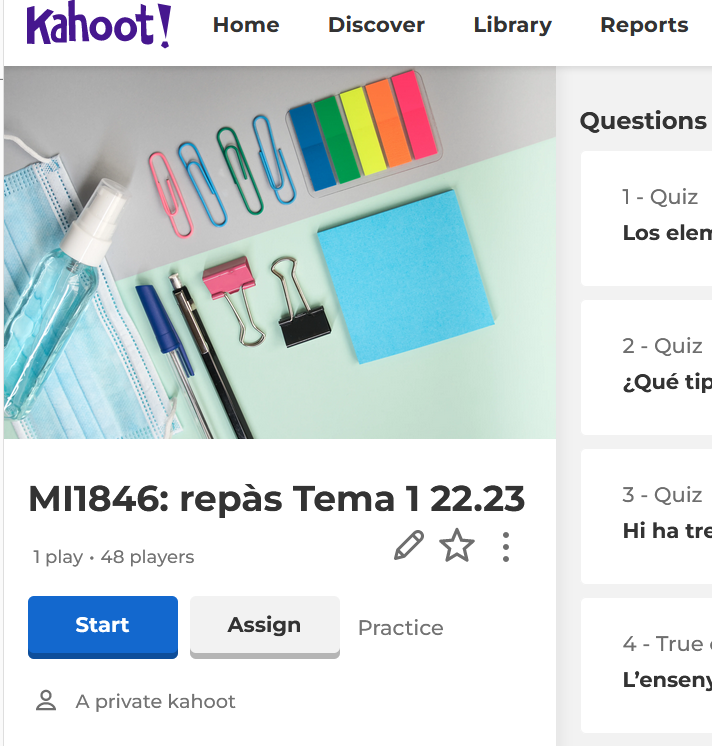 Kahoot!
Home Discover Library Reports
MI1846: repàs Tema 1 22.23
1 play • 48 players
Start Assign Practice
A private kahoot
Questions
1 - Quiz
Los elem
2 - Quiz
¿Qué tip
3 - Quiz
Hi ha tre
4 - True
L’enseny